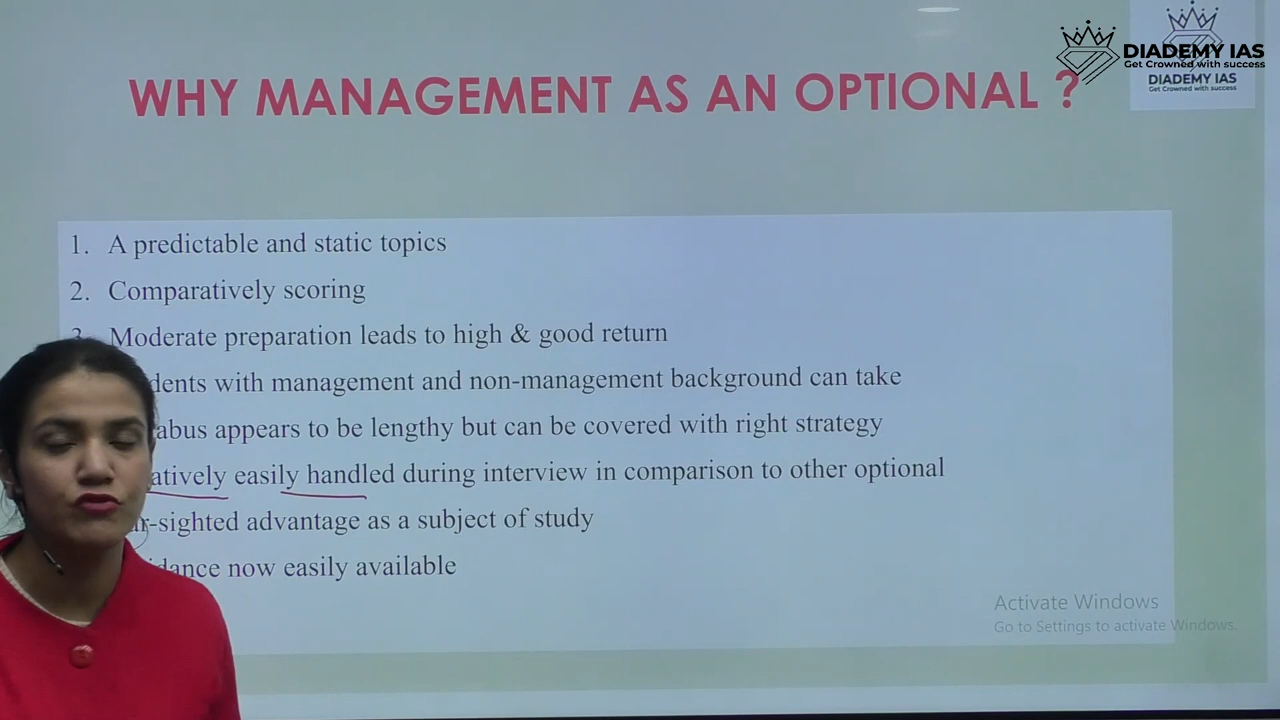 DIADEMY IAS
Get Crowned with success
DIADEMY IAS
Get Crowned with success
WHY MANAGEMENT AS AN OPTIONAL ?
1. A predictable and static topics
2. Comparatively scoring
3. Moderate preparation leads to high & good return
with management and non-management background can take
appears to be lengthy but can be covered with right strategy
easily handled during interview in comparison to other optional
-sighted advantage as a subject of study
now easily available
Activate Windows
Go to Settings to activate Windows.